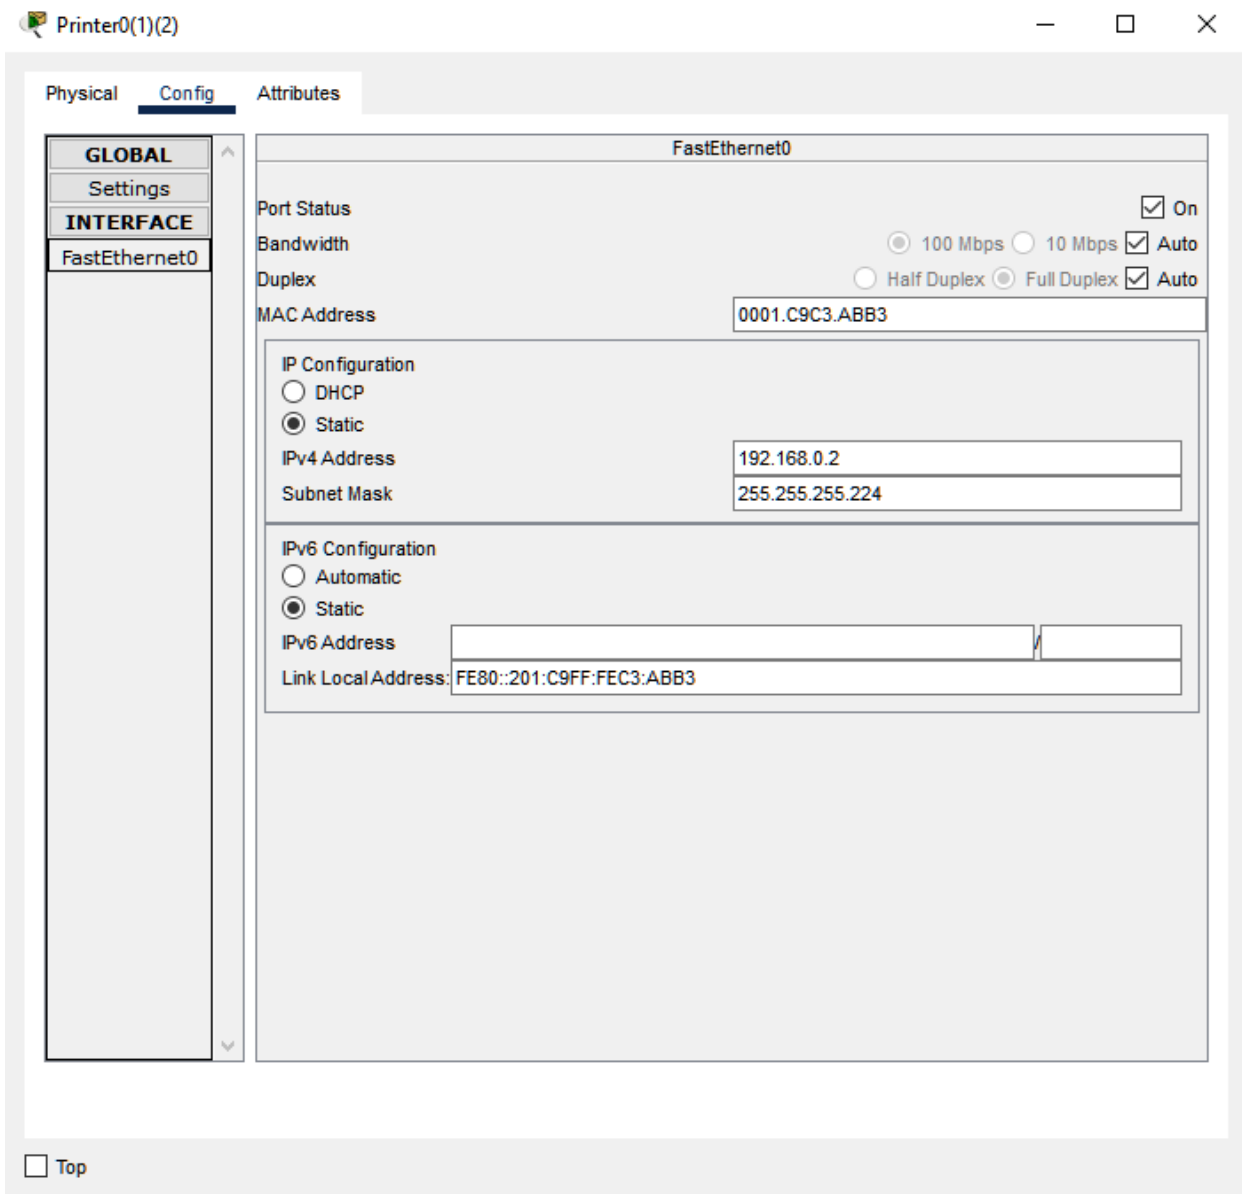 Printer0(1)(2)
Physical Config Attributes
GLOBAL
Settings
INTERFACE
FastEthernet0
FastEthernet0
Port Status On
Bandwidth 100 Mbps 10 Mbps Auto
Duplex Half Duplex Full Duplex Auto
MAC Address 0001.C9C3.ABB3
IP Configuration
DHCP
Static
IPv4 Address 192.168.0.2
Subnet Mask 255.255.255.224
IPv6 Configuration
Automatic
Static
IPv6 Address /
Link Local Address: FE80::201:C9FF:FEC3:ABB3
Top